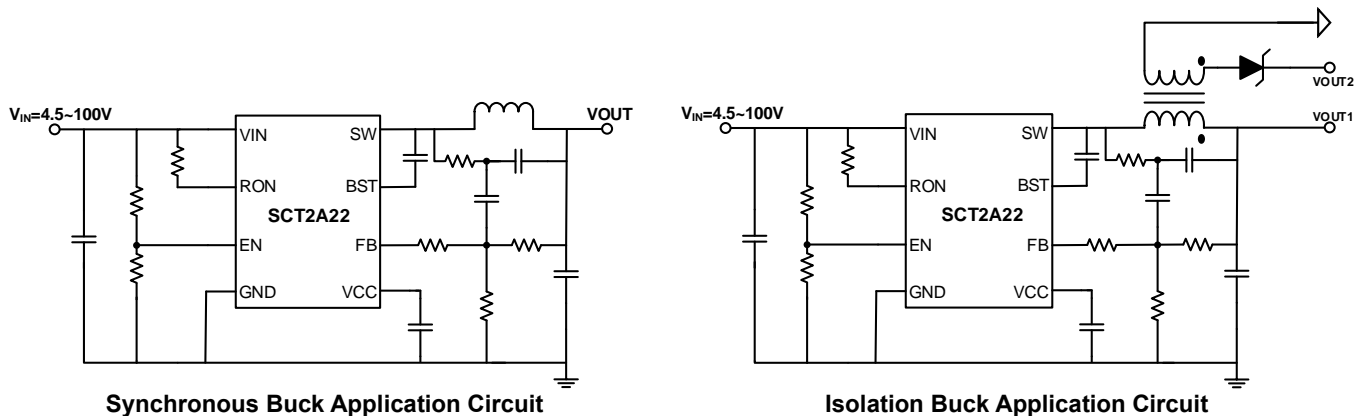 V_IN=4.5~100V
VOUT
VIN
SW
RON
BST
SCT2A22
EN
FB
GND
VCC
Synchronous Buck Application Circuit
VOUT2
V_IN=4.5~100V
VOUT1
VIN
SW
RON
BST
SCT2A22
EN
FB
GND
VCC
Isolation Buck Application Circuit